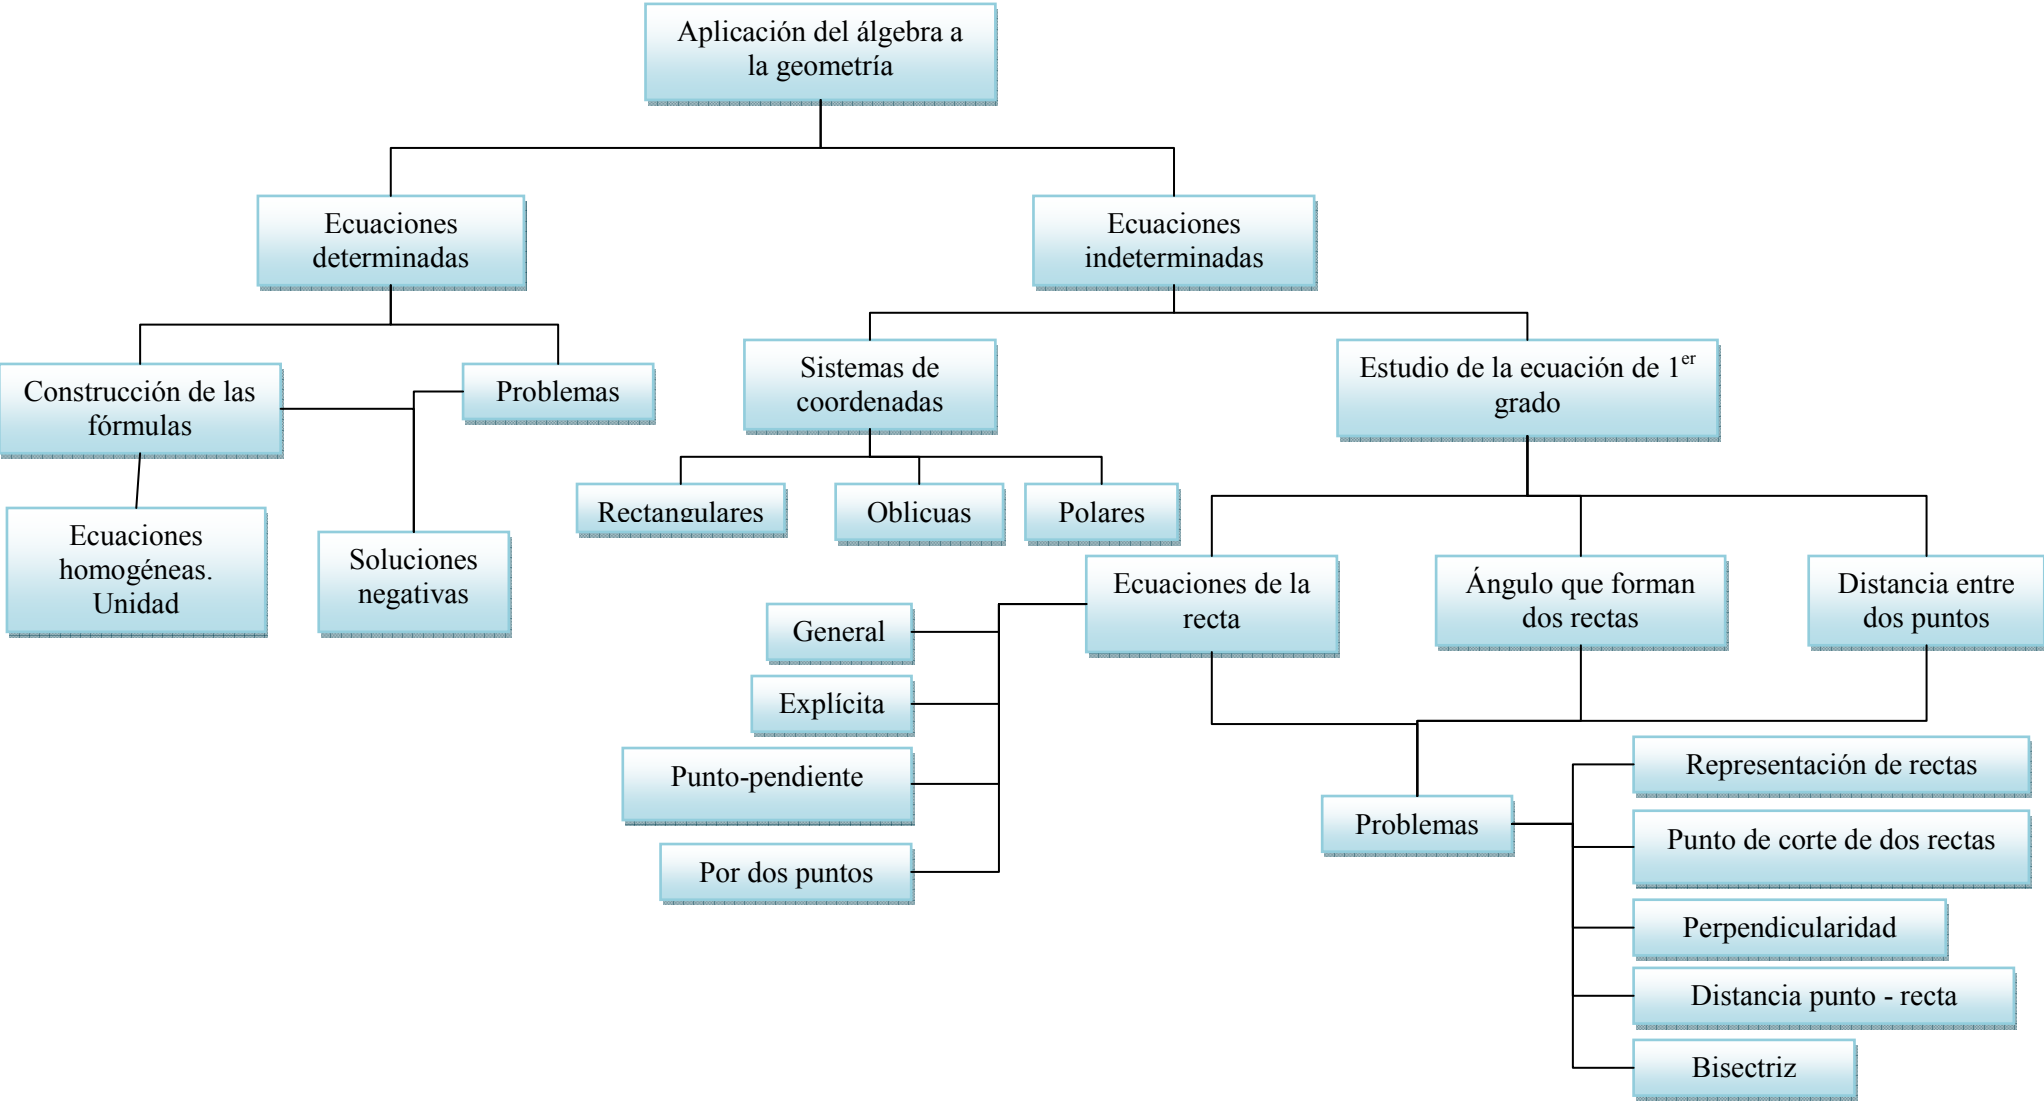 Aplicación del álgebra a
la geometría
Ecuaciones
determinadas
Ecuaciones
indeterminadas
Construcción de las
fórmulas
Problemas
Sistemas de
coordenadas
Estudio de la ecuación de 1er
grado
Ecuaciones
homogéneas.
Unidad
Soluciones
negativas
Rectangulares
Oblicuas
Polares
Ecuaciones de la
recta
Ángulo que forman
dos rectas
Distancia entre
dos puntos
General
Explícita
Punto-pendiente
Por dos puntos
Problemas
Representación de rectas
Punto de corte de dos rectas
Perpendicularidad
Distancia punto - recta
Bisectriz